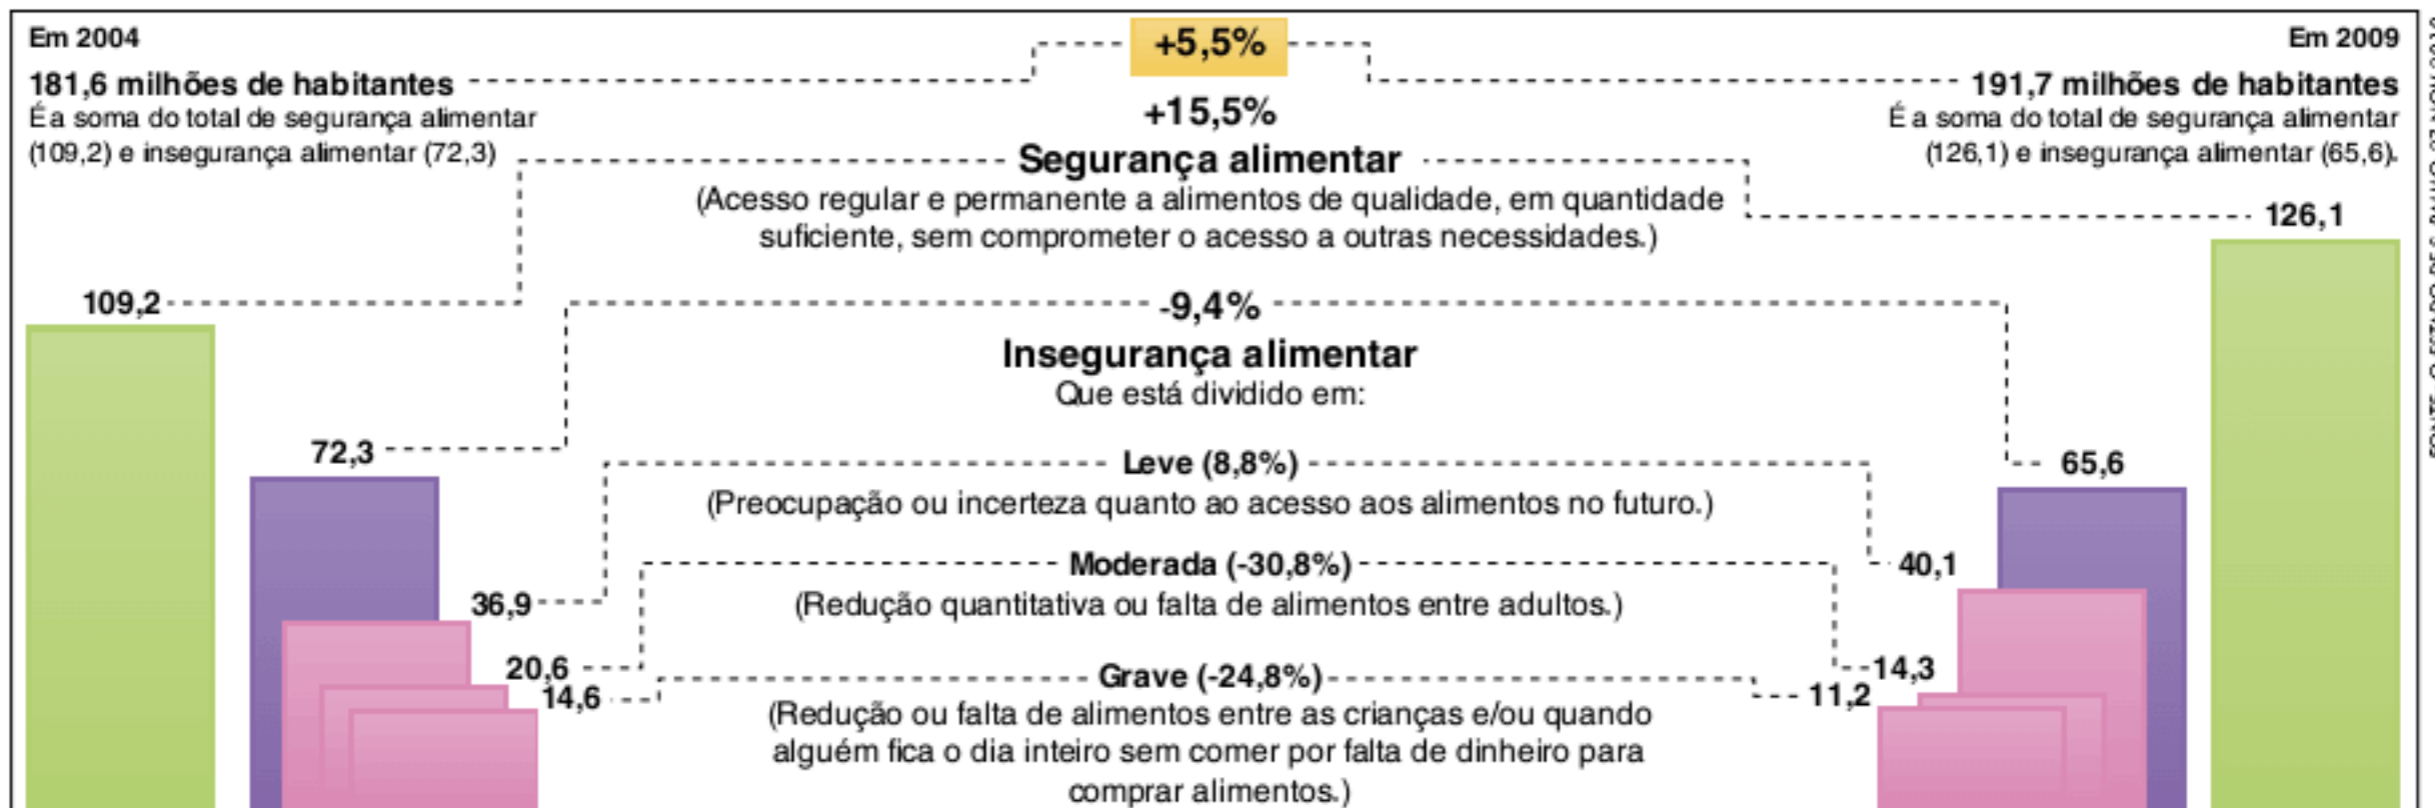 Em 2004
181,6 milhões de habitantes
É a soma do total de segurança alimentar
(109,2) e insegurança alimentar (72,3)
+5,5%
Em 2009
191,7 milhões de habitantes
É a soma do total de segurança alimentar
(126,1) e insegurança alimentar (65,6).
+15,5%
Segurança alimentar
(Acesso regular e permanente a alimentos de qualidade, em quantidade
suficiente, sem comprometer o acesso a outras necessidades.)
109,2
126,1
-9,4%
Insegurança alimentar
Que está dividido em:
72,3
65,6
Leve (8,8%)
(Preocupação ou incerteza quanto ao acesso aos alimentos no futuro.)
36,9
40,1
Moderada (-30,8%)
(Redução quantitativa ou falta de alimentos entre adultos.)
20,6
14,3
Grave (-24,8%)
(Redução ou falta de alimentos entre as crianças e/ou quando
alguém fica o dia inteiro sem comer por falta de dinheiro para
comprar alimentos.)
14,6
11,2